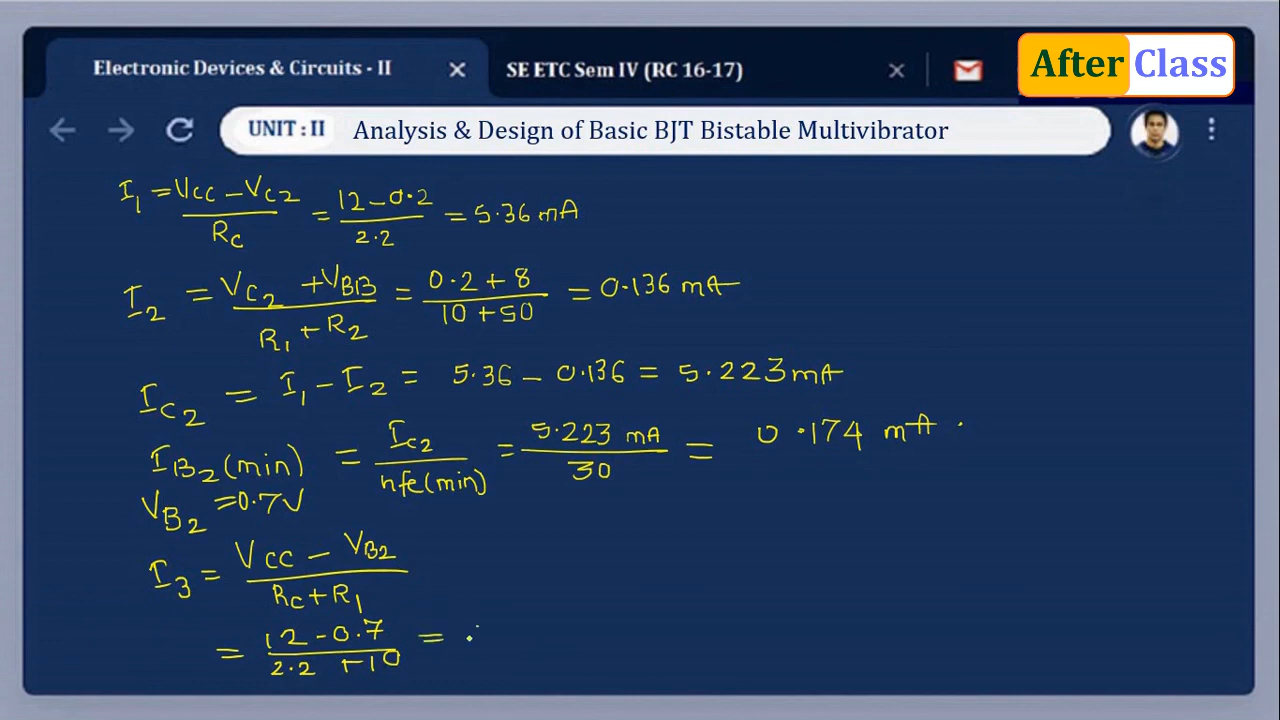 Electronic Devices & Circuits - II
SE ETC Sem IV (RC 16-17)
After Class
UNIT : II Analysis & Design of Basic BJT Bistable Multivibrator
I₁ = (VCC - VC2) / RC = (12 - 0.2) / 2.2 = 5.36 mA
I₂ = (VC2 + VBB) / (R₁ + R₂) = (0.2 + 8) / (10 + 50) = 0.136 mA
IC2 = I₁ - I₂ = 5.36 - 0.136 = 5.223 mA
IB2(min) = IC2 / hfe(min) = 5.223 mA / 30 = 0.174 mA.
VB2 = 0.7V
I₃ = (VCC - VB2) / (RC + R₁)
= (12 - 0.7) / (2.2 + 10) = .